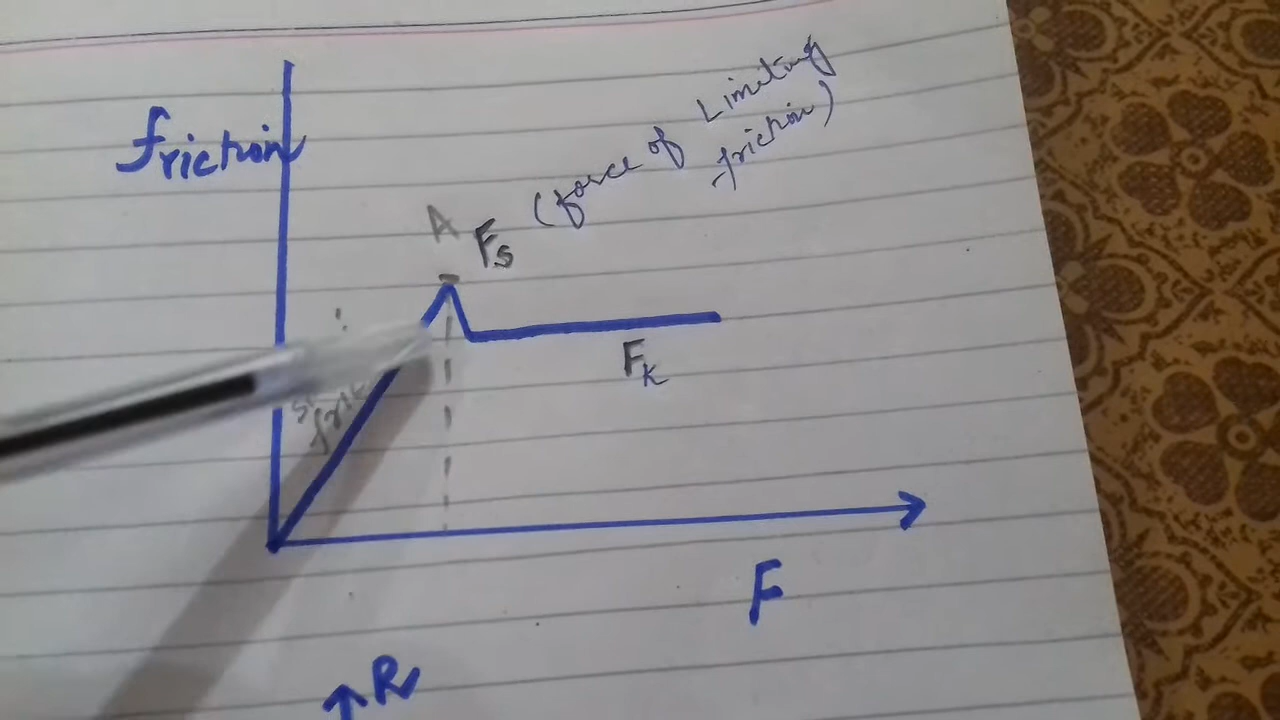 friction
A
Fs
(force of Limiting
friction)
Fk
F
R